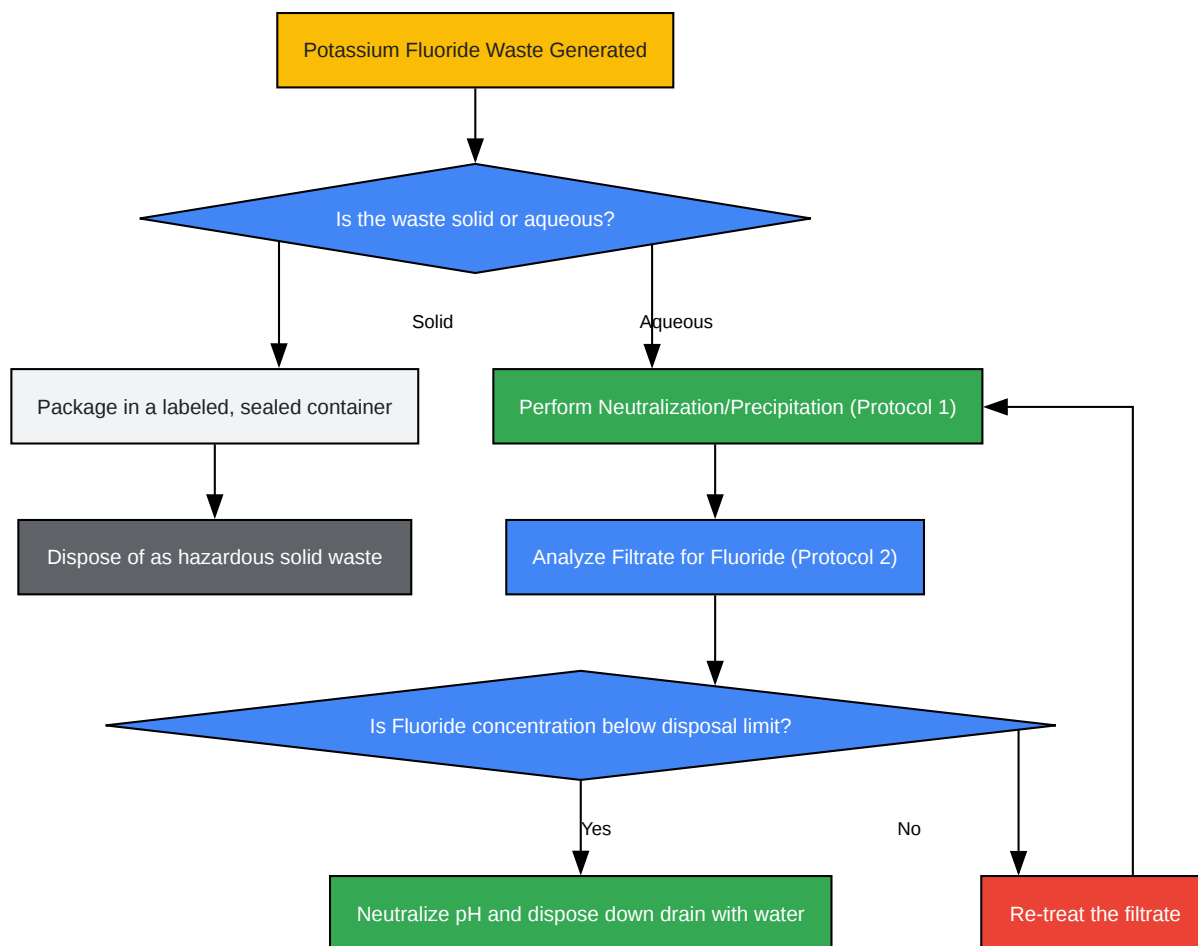 Potassium Fluoride Waste Generated
Is the waste solid or aqueous?
Solid
Aqueous
Package in a labeled, sealed container
Perform Neutralization/Precipitation (Protocol 1)
Dispose of as hazardous solid waste
Analyze Filtrate for Fluoride (Protocol 2)
Is Fluoride concentration below disposal limit?
Yes
No
Neutralize pH and dispose down drain with water
Re-treat the filtrate